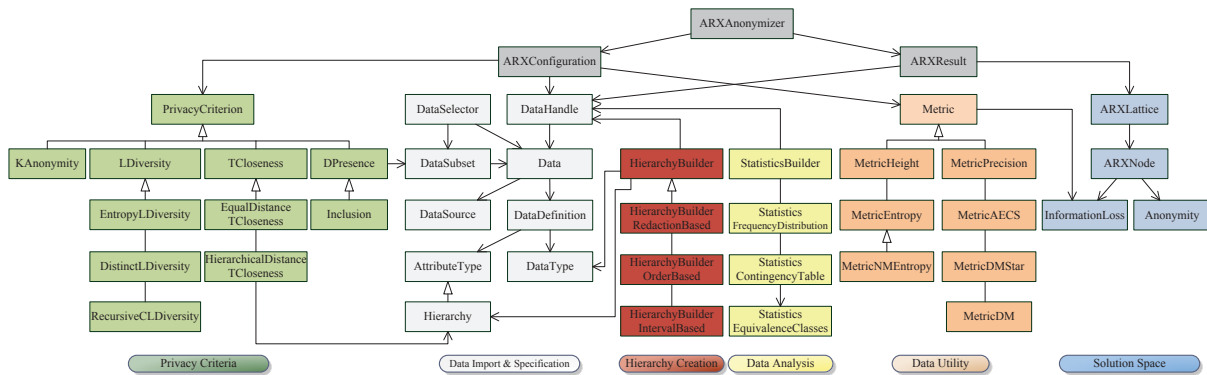 ARXAnonymizer
ARXConfiguration
ARXResult
PrivacyCriterion
DataSelector
DataHandle
Metric
ARXLattice
KAnonymity
LDiversity
TCloseness
DPresence
DataSubset
Data
HierarchyBuilder
StatisticsBuilder
MetricHeight
MetricPrecision
ARXNode
EntropyLDiversity
EqualDistance
TCloseness
Inclusion
DataSource
DataDefinition
HierarchyBuilder
RedactionBased
Statistics
FrequencyDistribution
MetricEntropy
MetricAECS
InformationLoss
Anonymity
DistinctLDiversity
HierarchicalDistance
TCloseness
AttributeType
DataType
HierarchyBuilder
OrderBased
Statistics
ContingencyTable
MetricNMEntropy
MetricDMStar
RecursiveCLDiversity
Hierarchy
HierarchyBuilder
IntervalBased
Statistics
EquivalenceClasses
MetricDM
Privacy Criteria
Data Import & Specification
Hierarchy Creation
Data Analysis
Data Utility
Solution Space